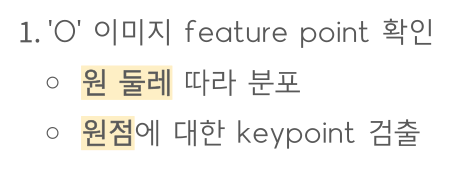 1. 'O' 이미지 feature point 확인
○ 원 둘레 따라 분포
○ 원점에 대한 keypoint 검출